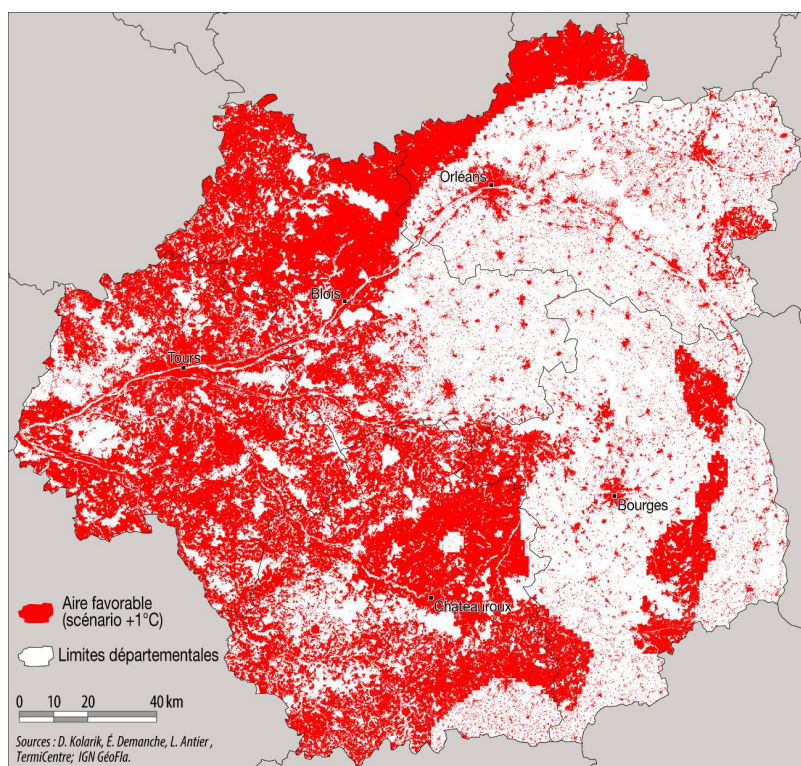 Orléans
Blois
Tours
Bourges
Châteauroux
Aire favorable
(scénario +1°C)
Limites départementales
0 10 20 40 km
Sources : D. Kolarik, É. Demanche, L. Antier ,
TermiCentre; IGN GéoFla.